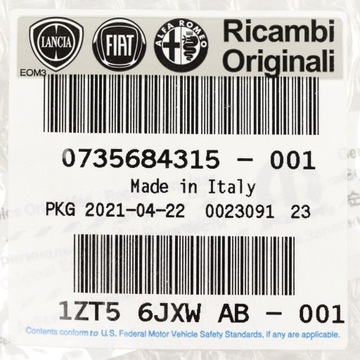 LANCIA FIAT ALFA ROMEO Ricambi
Originali
EOM3
0735684315 - 001
Made in Italy
PKG 2021-04-22 0023091 23
1ZT5 6JXW AB - 001
Contents conform to U.S. Federal Motor Vehicle Safety Standards, if any are applicable